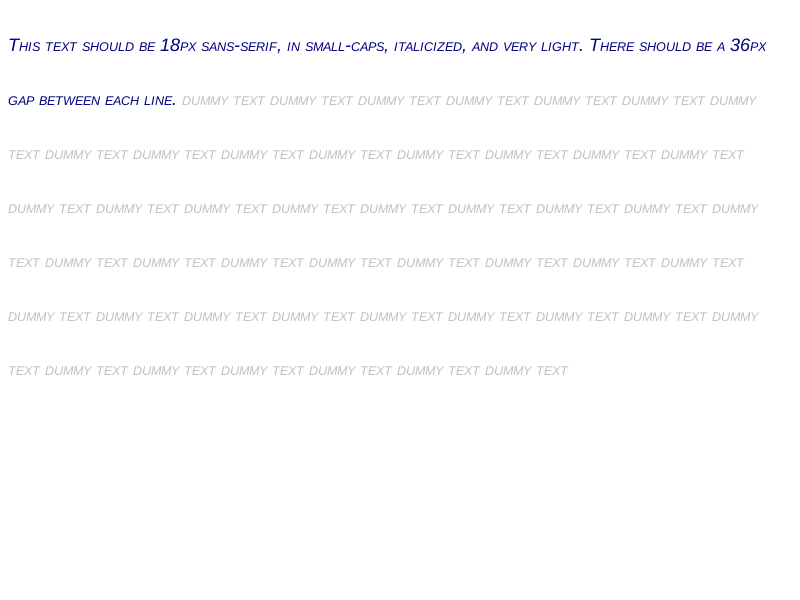 This text should be 18px sans-serif, in small-caps, italicized, and very light. There should be a 36px
gap between each line. dummy text dummy text dummy text dummy text dummy text dummy text dummy
text dummy text dummy text dummy text dummy text dummy text dummy text dummy text dummy text
dummy text dummy text dummy text dummy text dummy text dummy text dummy text dummy text dummy
text dummy text dummy text dummy text dummy text dummy text dummy text dummy text dummy text
dummy text dummy text dummy text dummy text dummy text dummy text dummy text dummy text dummy
text dummy text dummy text dummy text dummy text dummy text dummy text